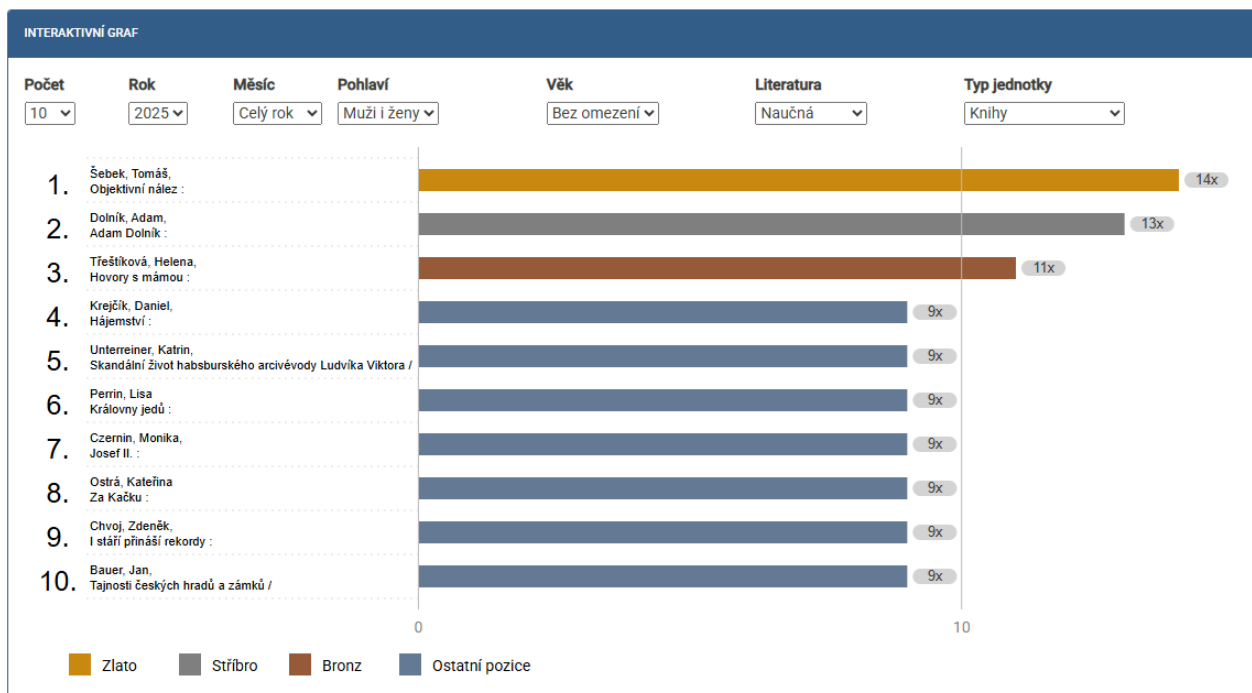 INTERAKTIVNÍ GRAF
Počet Rok Měsíc Pohlaví Věk Literatura Typ jednotky
10 2025 Celý rok Muži i ženy Bez omezení Naučná Knihy
1. Šebek, Tomáš,
Objektivní nález :
14x
2. Dolník, Adam,
Adam Dolník :
13x
3. Třeštíková, Helena,
Hovory s mámou :
11x
4. Krejčík, Daniel,
Hájemství :
9x
5. Unterreiner, Katrin,
Skandální život habsburského arcivévody Ludvíka Viktora /
9x
6. Perrin, Lisa
Královny jedů :
9x
7. Czernin, Monika,
Josef II. :
9x
8. Ostrá, Kateřina
Za Kačku :
9x
9. Chvoj, Zdeněk,
I stáří přináší rekordy :
9x
10. Bauer, Jan,
Tajnosti českých hradů a zámků /
9x
0 10
Zlato Stříbro Bronz Ostatní pozice